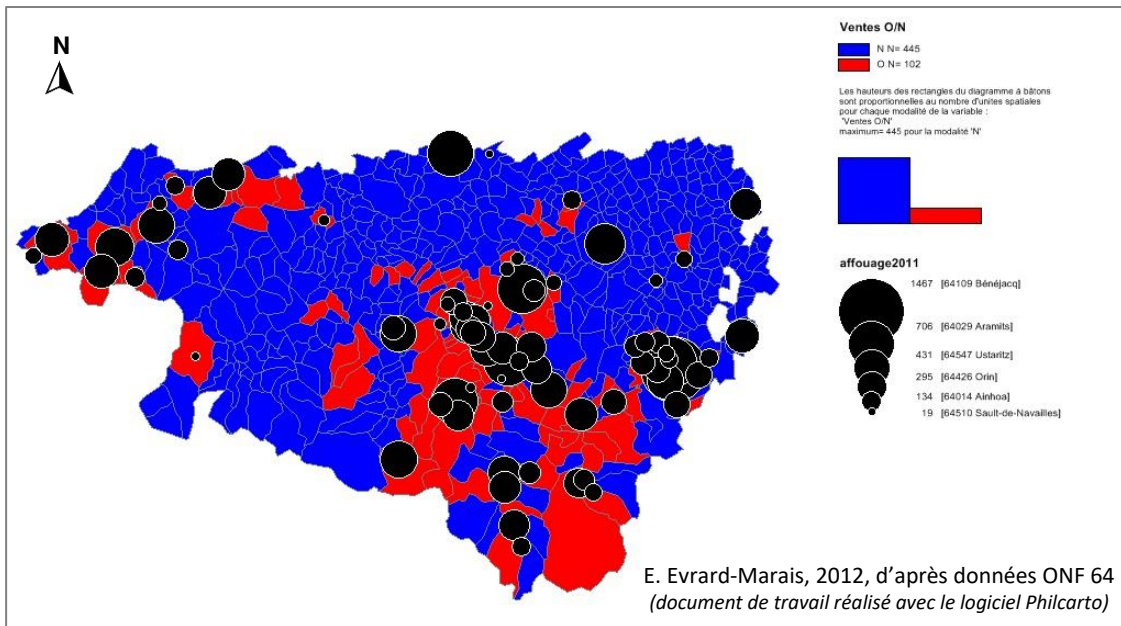 N
Ventes O/N
N N= 445
O N= 102
Les hauteurs des rectangles du diagramme à bâtons
sont proportionnelles au nombre d'unites spatiales
pour chaque modalité de la variable :
'Ventes O/N'
maximum= 445 pour la modalité 'N'
affouage2011
1467 [64109 Bénéjacq]
706 [64029 Aramits]
431 [64547 Ustaritz]
295 [64426 Orin]
134 [64014 Ainhoa]
19 [64510 Sault-de-Navailles]
E. Evrard-Marais, 2012, d'après données ONF 64
(document de travail réalisé avec le logiciel Philcarto)